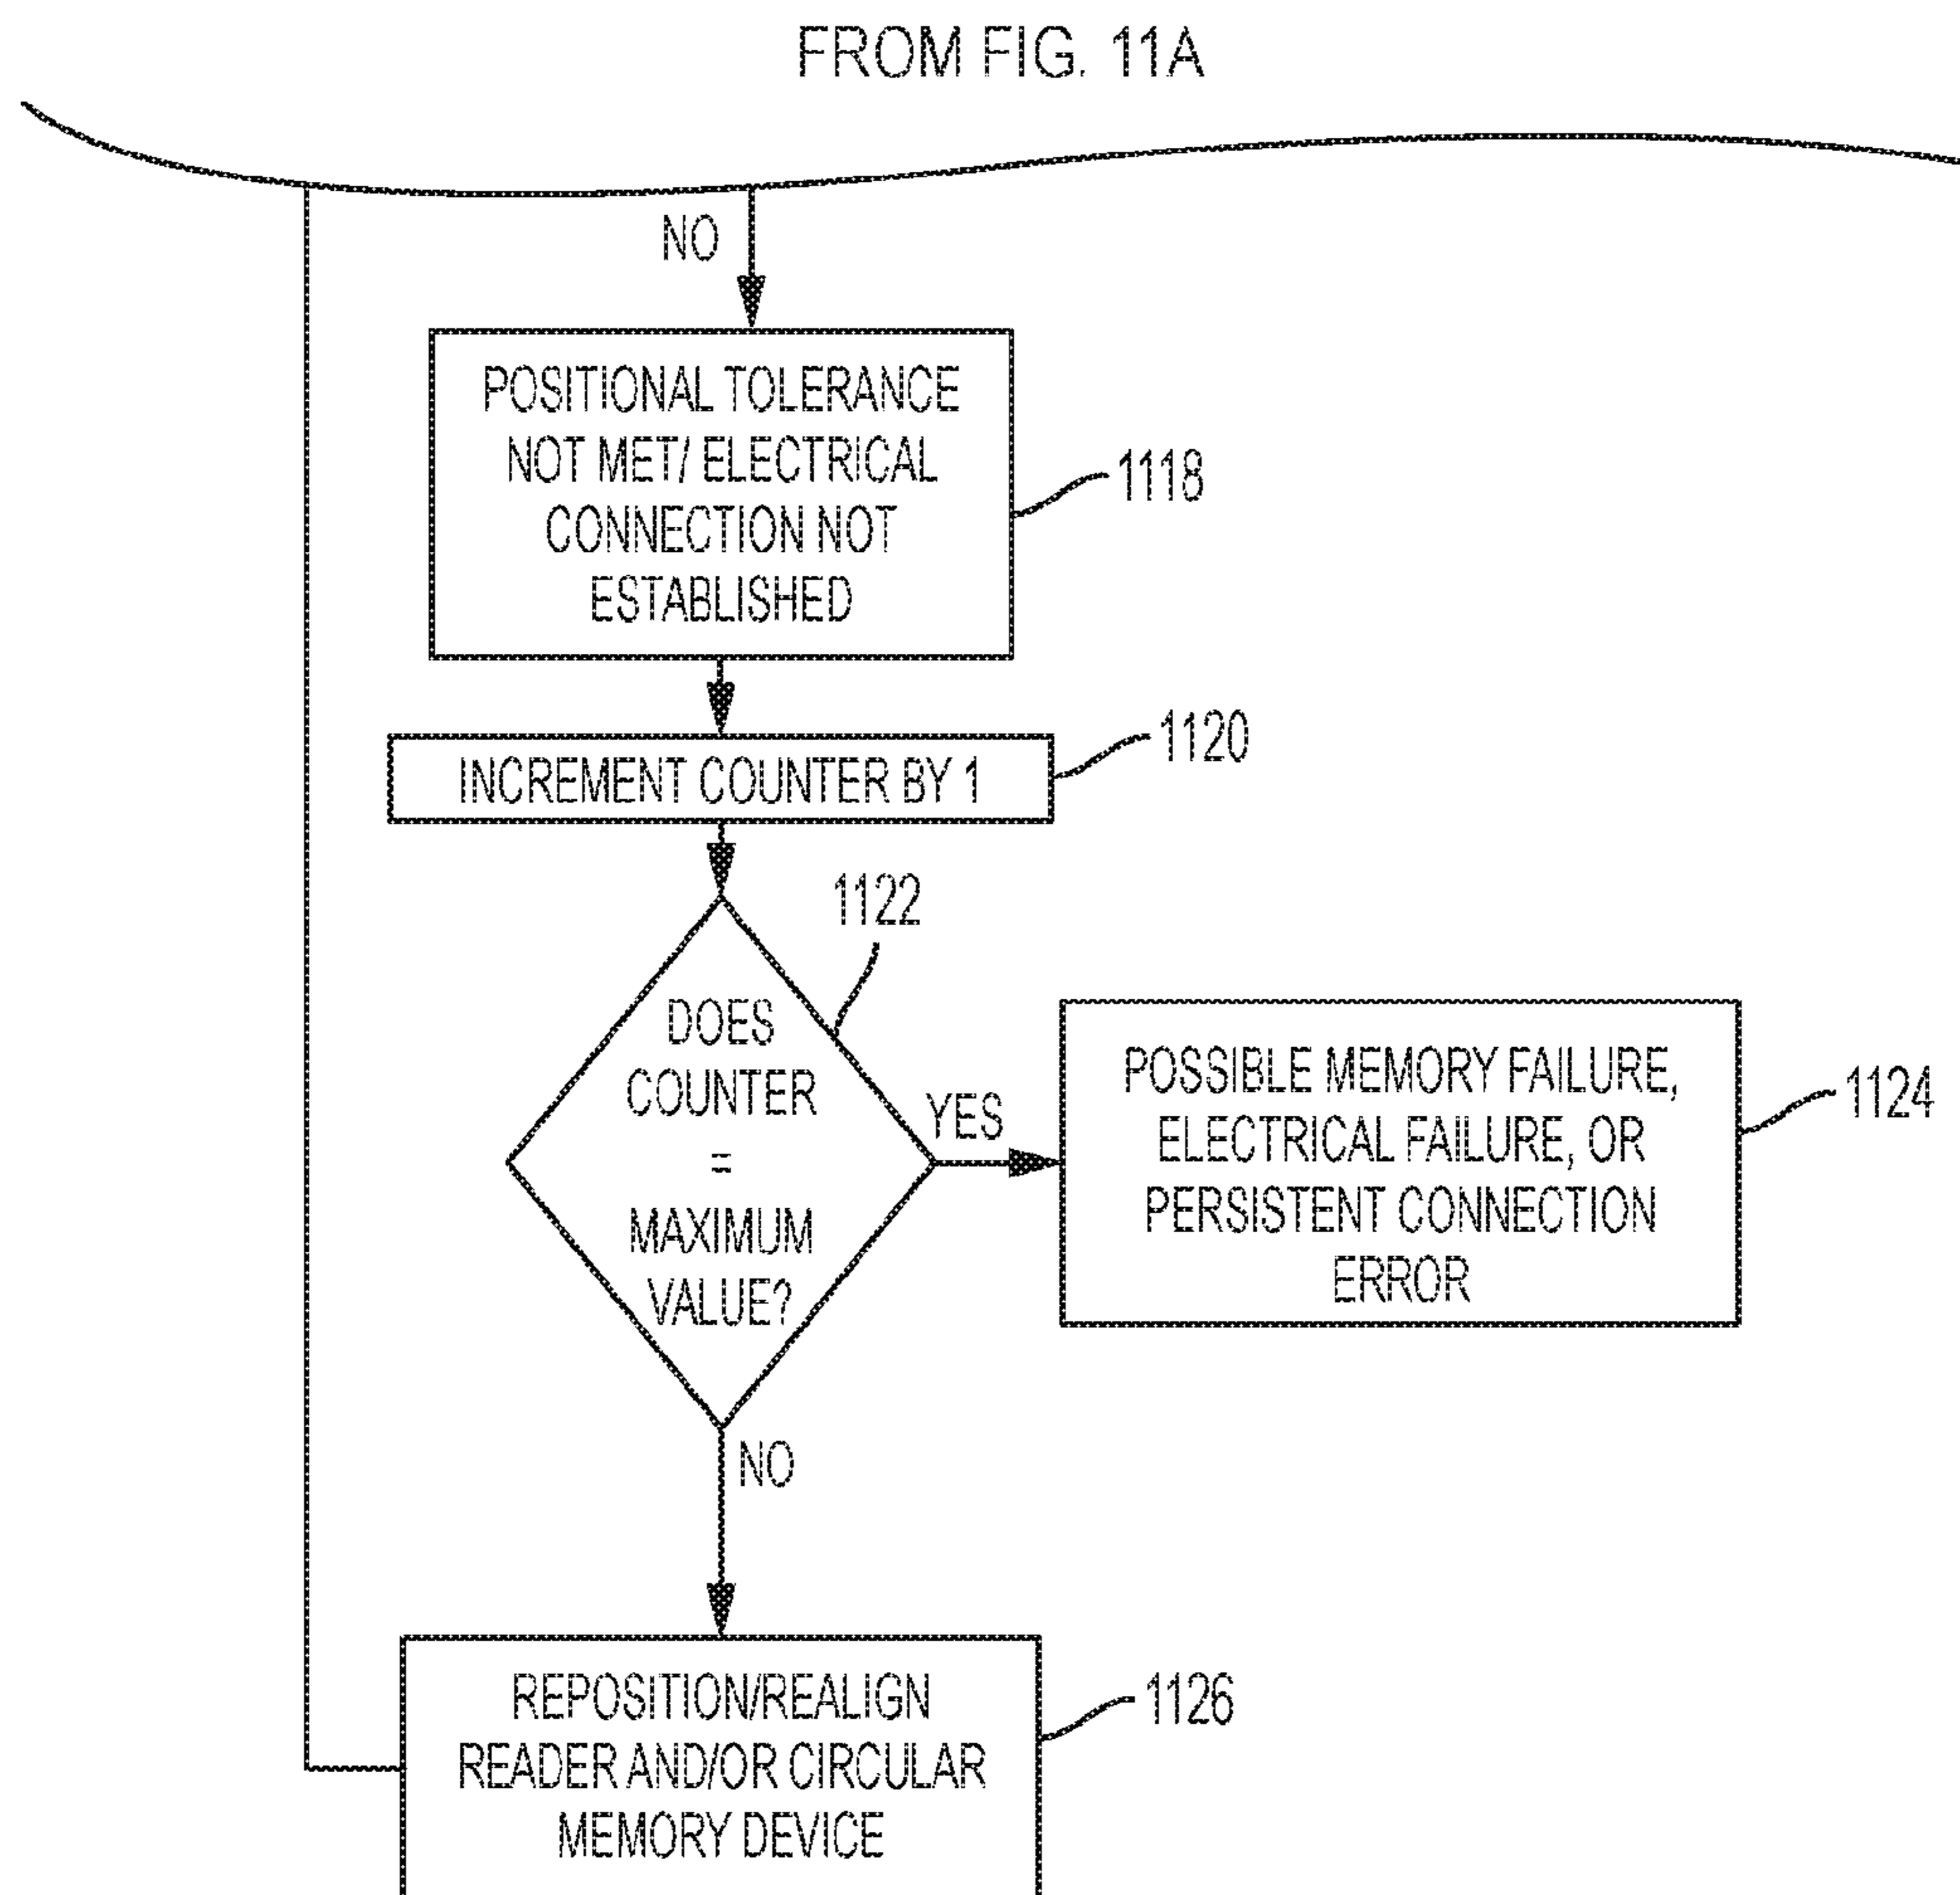 FROM FIG. 11A
NO
POSITIONAL TOLERANCE
NOT MET/ ELECTRICAL
CONNECTION NOT
ESTABLISHED
1118
INCREMENT COUNTER BY 1
1120
1122
DOES
COUNTER
=
MAXIMUM
VALUE?
YES
POSSIBLE MEMORY FAILURE,
ELECTRICAL FAILURE, OR
PERSISTENT CONNECTION
ERROR
1124
NO
REPOSITION/REALIGN
READER AND/OR CIRCULAR
MEMORY DEVICE
1126